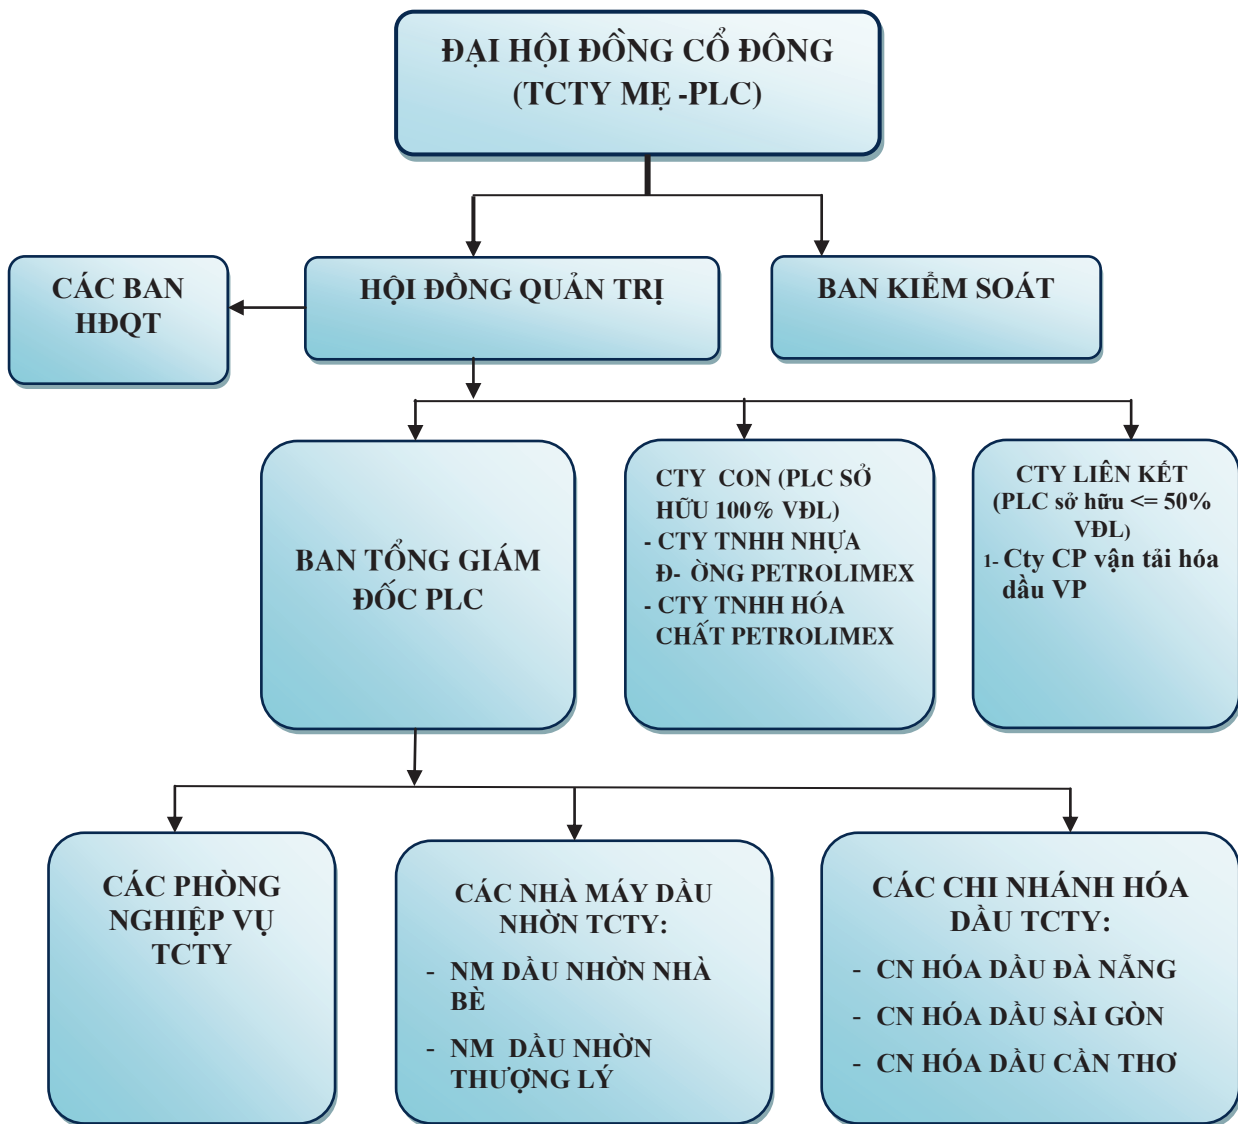 ĐẠI HỘI ĐỒNG CỔ ĐÔNG
(TCTY MẸ -PLC)
CÁC BAN
HĐQT
HỘI ĐỒNG QUẢN TRỊ
BAN KIỂM SOÁT
BAN TỔNG GIÁM
ĐỐC PLC
CTY CON (PLC SỞ
HỮU 100% VĐL)
- CTY TNHH NHỰA
Đ- ỜNG PETROLIMEX
- CTY TNHH HÓA
CHẤT PETROLIMEX
CTY LIÊN KẾT
(PLC sở hữu <= 50%
VĐL)
1- Cty CP vận tải hóa
dầu VP
CÁC PHÒNG
NGHIỆP VỤ
TCTY
CÁC NHÀ MÁY DẦU
NHỜN TCTY:
- NM DẦU NHỜN NHÀ
BÈ
- NM DẦU NHỜN
THƯỢNG LÝ
CÁC CHI NHÁNH HÓA
DẦU TCTY:
- CN HÓA DẦU ĐÀ NẴNG
- CN HÓA DẦU SÀI GÒN
- CN HÓA DẦU CẦN THƠ